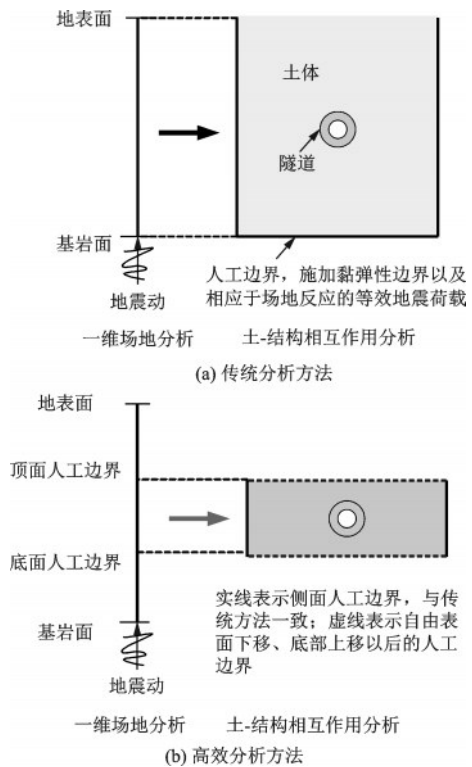 地表面
土体
隧道
基岩面
地震动
人工边界，施加黏弹性边界以及
相应于场地反应的等效地震荷载
一维场地分析 土-结构相互作用分析
(a) 传统分析方法
地表面
顶面人工边界
底面人工边界
实线表示侧面人工边界，与传
统方法一致；虚线表示自由表
面下移、底部上移以后的人工
边界
基岩面
地震动
一维场地分析 土-结构相互作用分析
(b) 高效分析方法